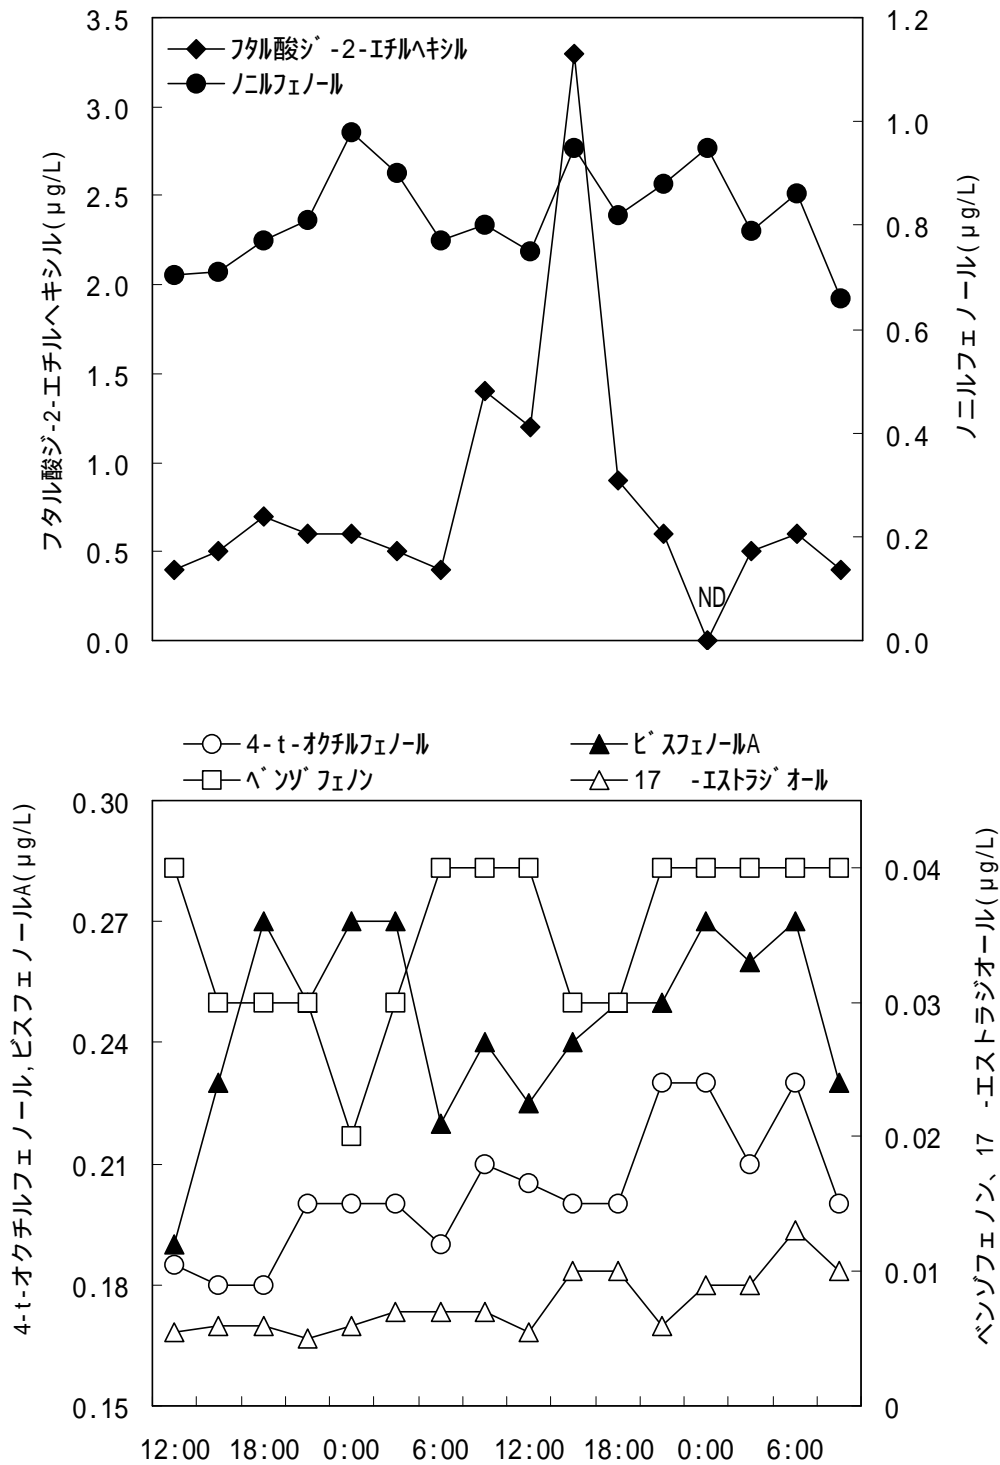 フタル酸ジ-2-エチルヘキシル
ノニルフェノール
3.5
3.0
2.5
2.0
1.5
1.0
0.5
0.0
フタル酸ジ-2-エチルヘキシル(μg/L)
1.2
1.0
0.8
0.6
0.4
0.2
0.0
ノニルフェノール(μg/L)
ND
4-t-オクチルフェノール
ビスフェノールA
ベンゾフェノン
17 -エストラジオール
0.30
0.27
0.24
0.21
0.18
0.15
4-t-オクチルフェノール,ビスフェノールA(μg/L)
0.04
0.03
0.02
0.01
0
ベンゾフェノン、17 -エストラジオール(μg/L)
12:00 18:00 0:00 6:00 12:00 18:00 0:00 6:00